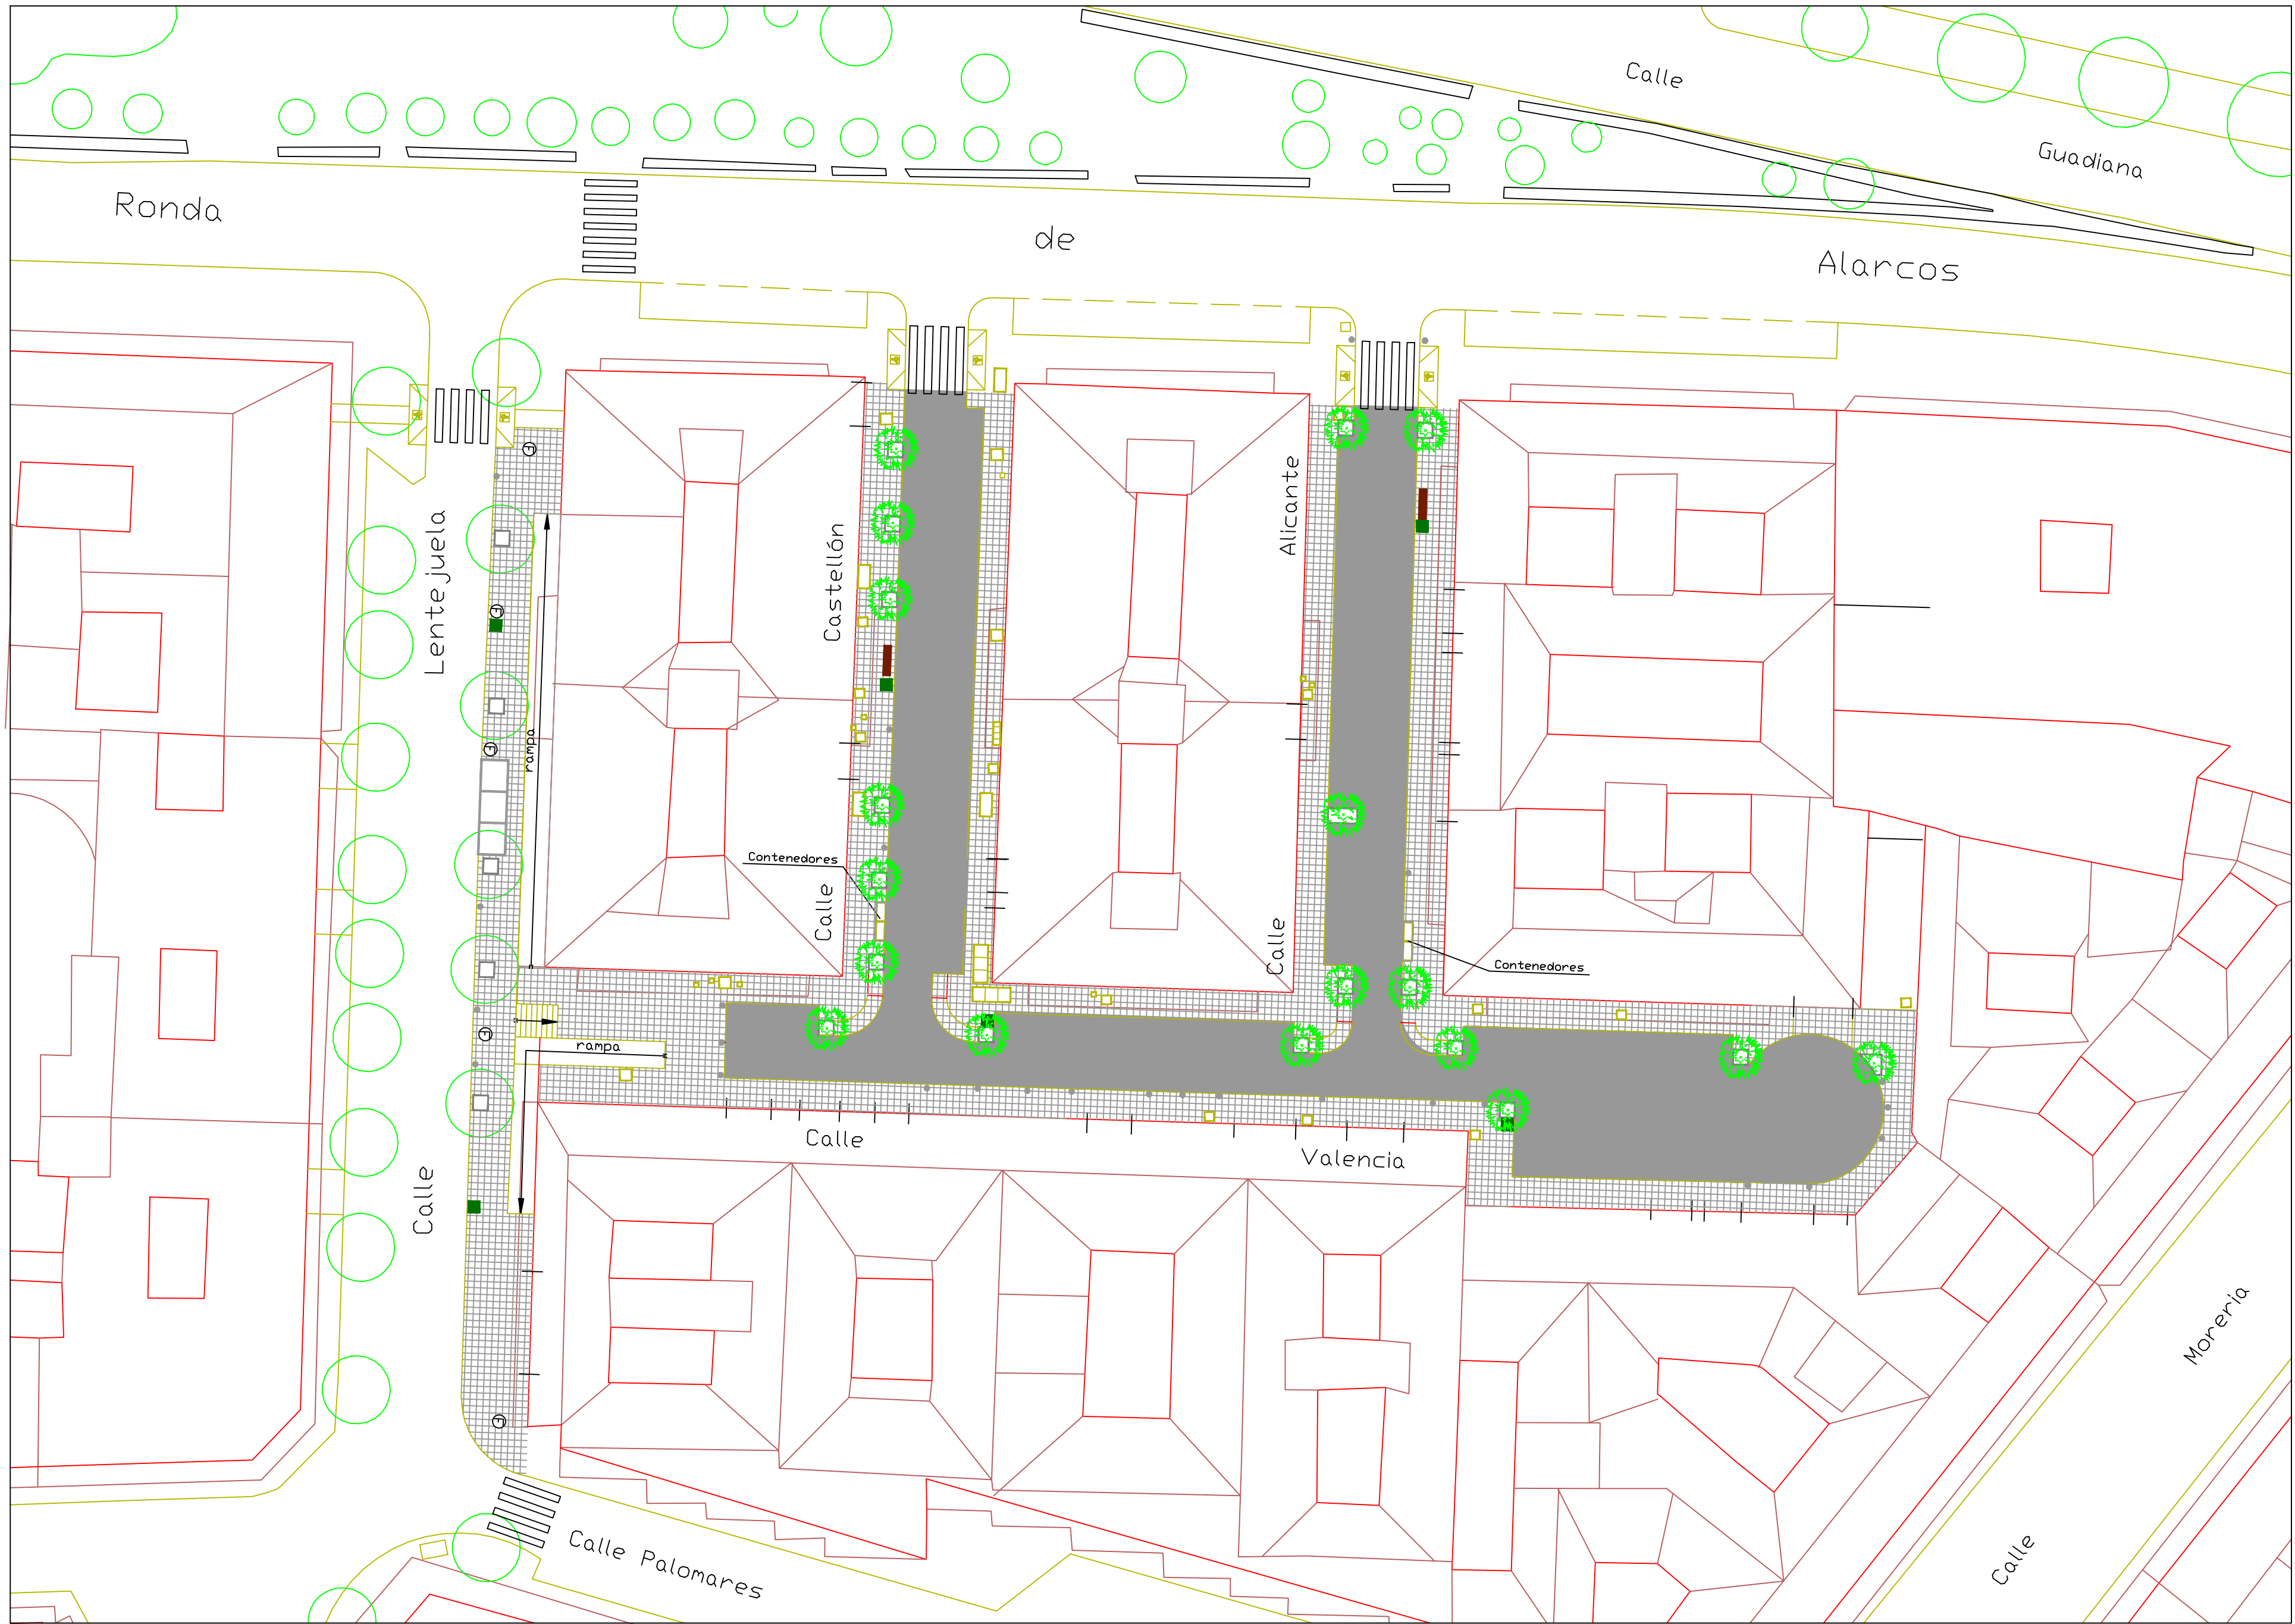 Calle
Guadiana
Ronda
de
Alarcos
Calle Lentejuela
Calle Castellón
Calle Alicante
rampa
Contenedores
Contenedores
rampa
Calle
Valencia
Calle Moreria
Calle Palomares
E
E
E
E
E